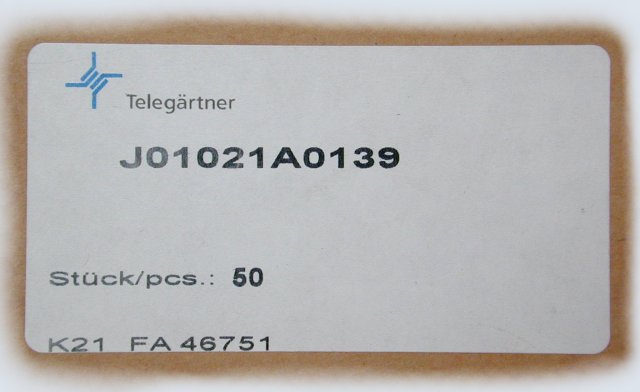 Telegärtner
J01021A0139
Stück/pcs.: 50
K21 FA 46751